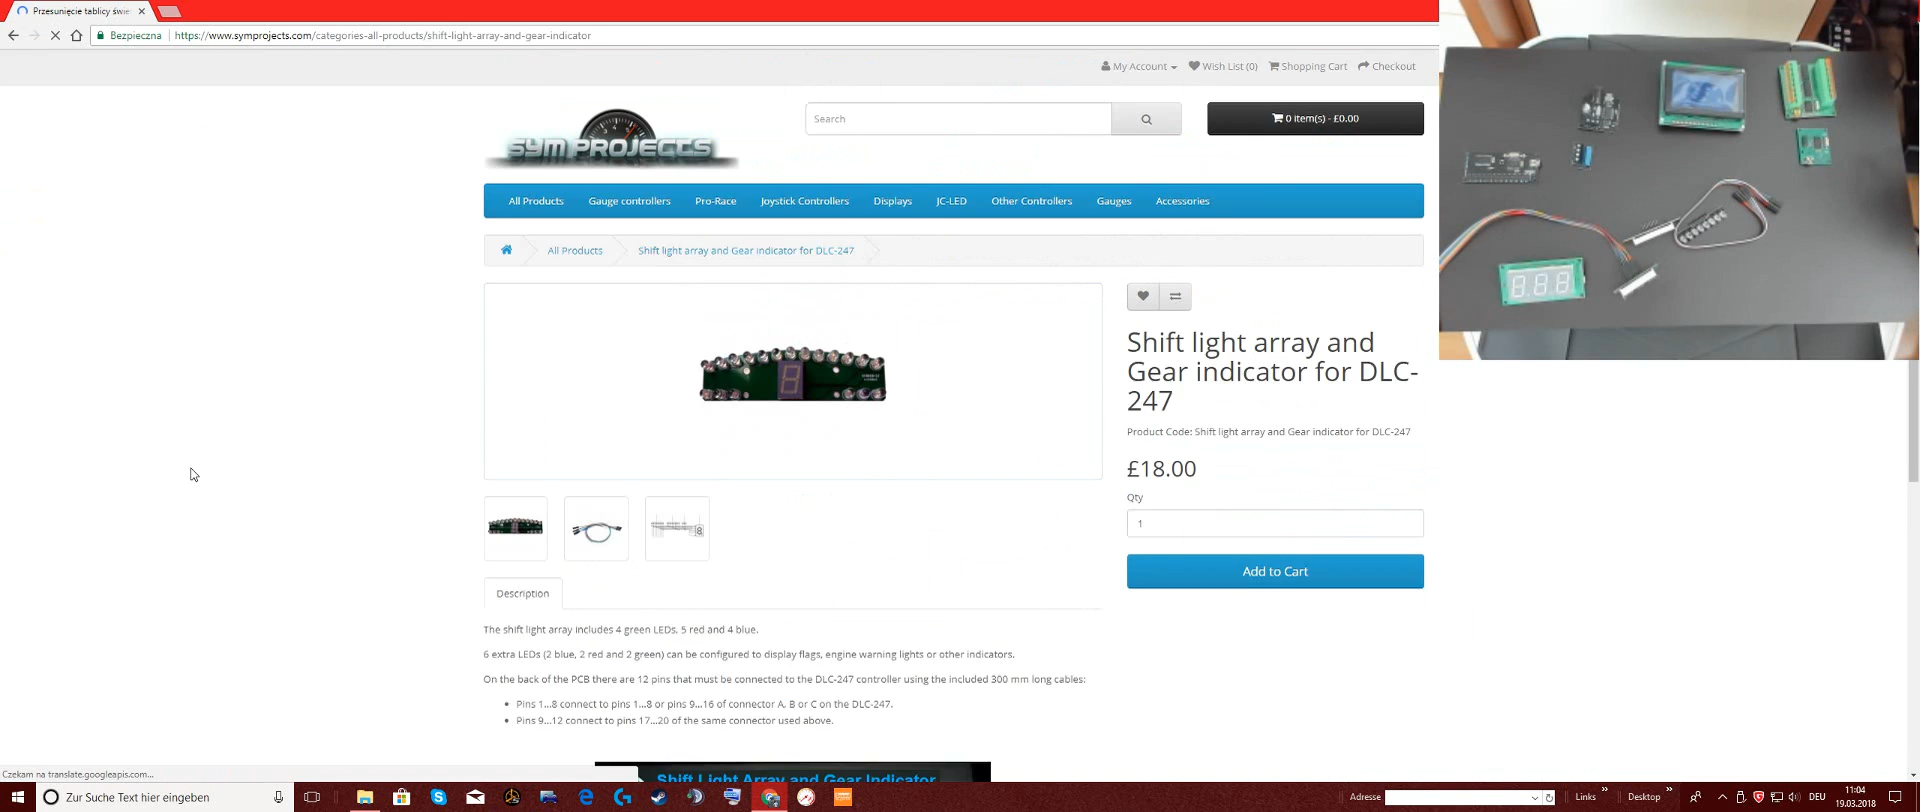 Przesunięcie tablicy świe
Bezpieczna
https://www.symprojects.com/categories-all-products/shift-light-array-and-gear-indicator
My Account
Wish List (0)
Shopping Cart
Checkout
SYM PROJECTS
Search
0 item(s) - £0.00
All Products
Gauge controllers
Pro-Race
Joystick Controllers
Displays
JC-LED
Other Controllers
Gauges
Accessories
All Products
Shift light array and Gear indicator for DLC-247
Shift light array and
Gear indicator for DLC-
247
Product Code: Shift light array and Gear indicator for DLC-247
£18.00
Qty
1
Add to Cart
Description
The shift light array includes 4 green LEDs, 5 red and 4 blue.
6 extra LEDs (2 blue, 2 red and 2 green) can be configured to display flags, engine warning lights or other indicators.
On the back of the PCB there are 12 pins that must be connected to the DLC-247 controller using the included 300 mm long cables:
Pins 1...8 connect to pins 1...8 or pins 9...16 of connector A, B or C on the DLC-247.
Pins 9...12 connect to pins 17...20 of the same connector used above.
Shift Light Array and Gear Indicator
Czekam na translate.googleapis.com...
Zur Suche Text hier eingeben
Adresse
Links
Desktop
DEU
11:04
19.03.2018